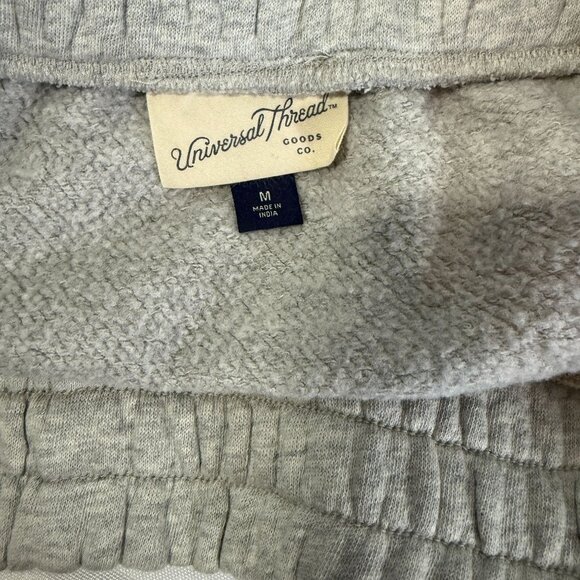 Universal Thread™
GOODS
CO.
M
MADE IN
INDIA